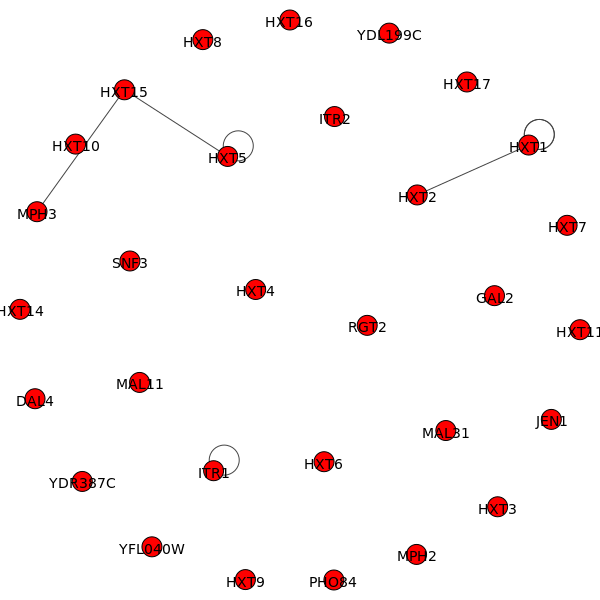 HXT16
YDL199C
HXT8
HXT17
HXT15
ITR2
HXT10
HXT1
HXT5
HXT2
MPH3
HXT7
SNF3
HXT4
GAL2
HXT14
RGT2
HXT11
MAL11
DAL4
JEN1
MAL31
HXT6
ITR1
YDR387C
HXT3
YFL040W
MPH2
HXT9
PHO84